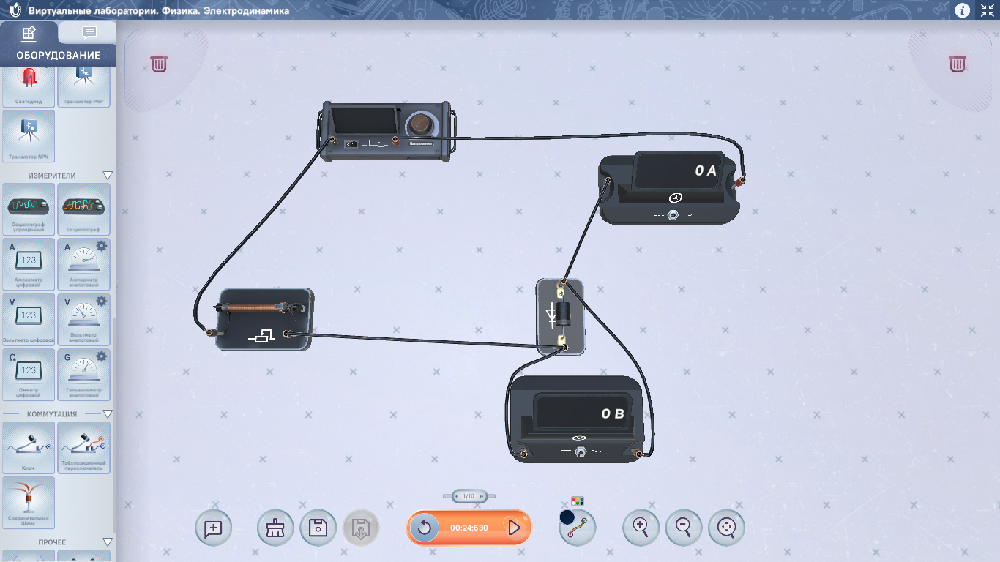 Виртуальные лаборатории. Физика. Электродинамика
i
ОБОРУДОВАНИЕ
Светодиод
Транзистор PNP
Транзистор NPN
ИЗМЕРИТЕЛИ
Осциллограф
упрощённый
Осциллограф
A
123
Амперметр
цифровой
A
Амперметр
аналоговый
V
123
Вольтметр цифровой
V
Вольтметр
аналоговый
Ω
123
Омметр
цифровой
G
Гальванометр
аналоговый
КОММУТАЦИЯ
Ключ
Трёхпозиционный
переключатель
Соединительная
Шина
ПРОЧЕЕ
Напряжение
0 A
A
0 В
V
1/10
00:24:630